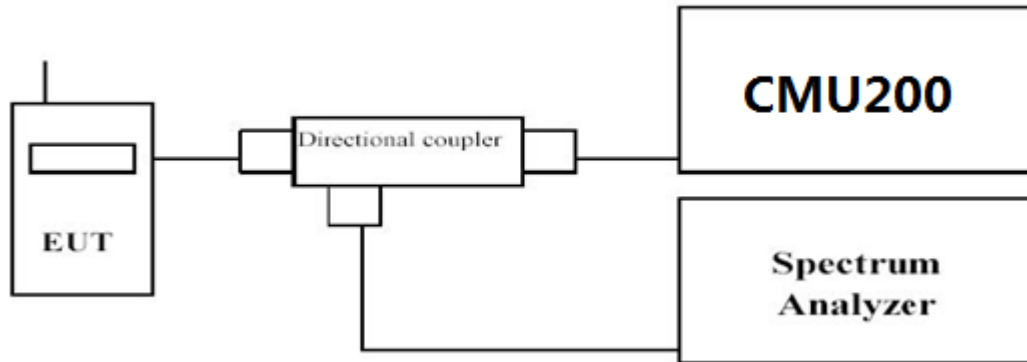 CMU200
Directional coupler
EUT
Spectrum
Analyzer